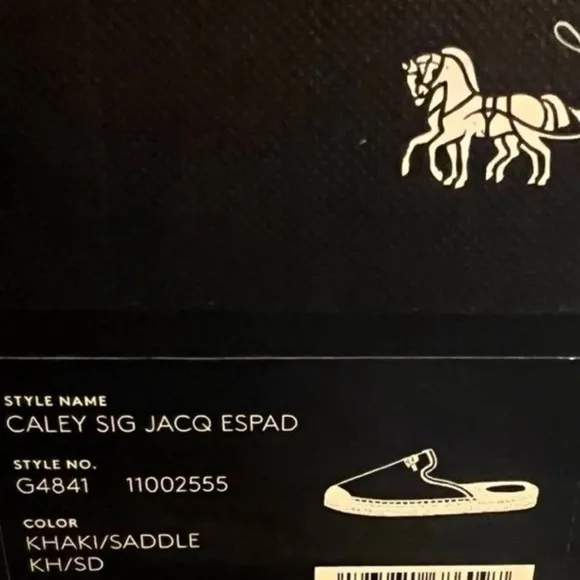 STYLE NAME
CALEY SIG JACQ ESPAD
STYLE NO.
G4841 11002555
COLOR
KHAKI/SADDLE
KH/SD